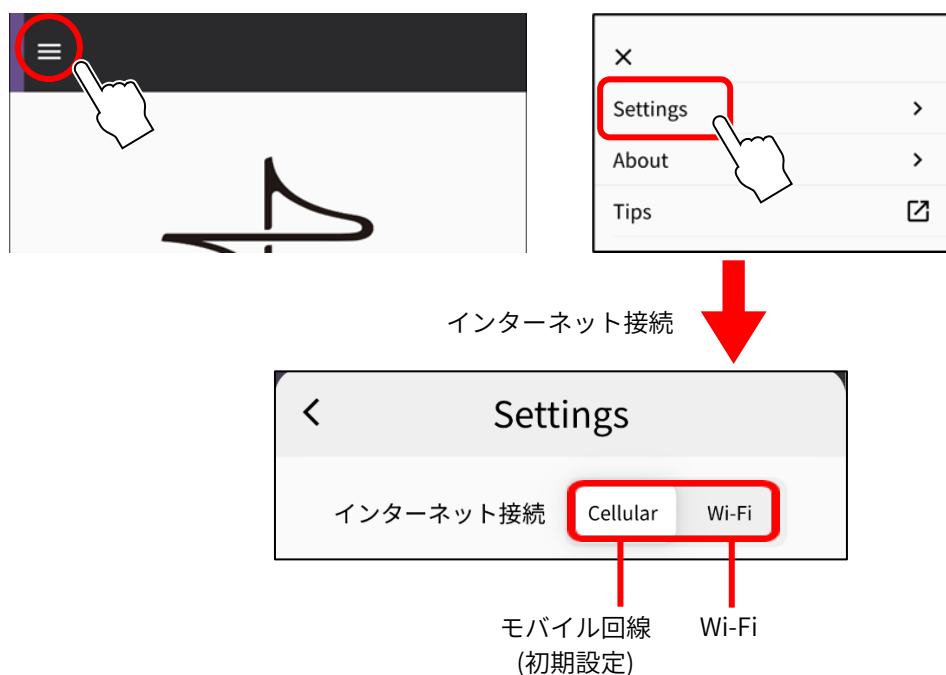 Settings
About
Tips
インターネット接続
Settings
インターネット接続 Cellular Wi-Fi
モバイル回線 Wi-Fi
(初期設定)